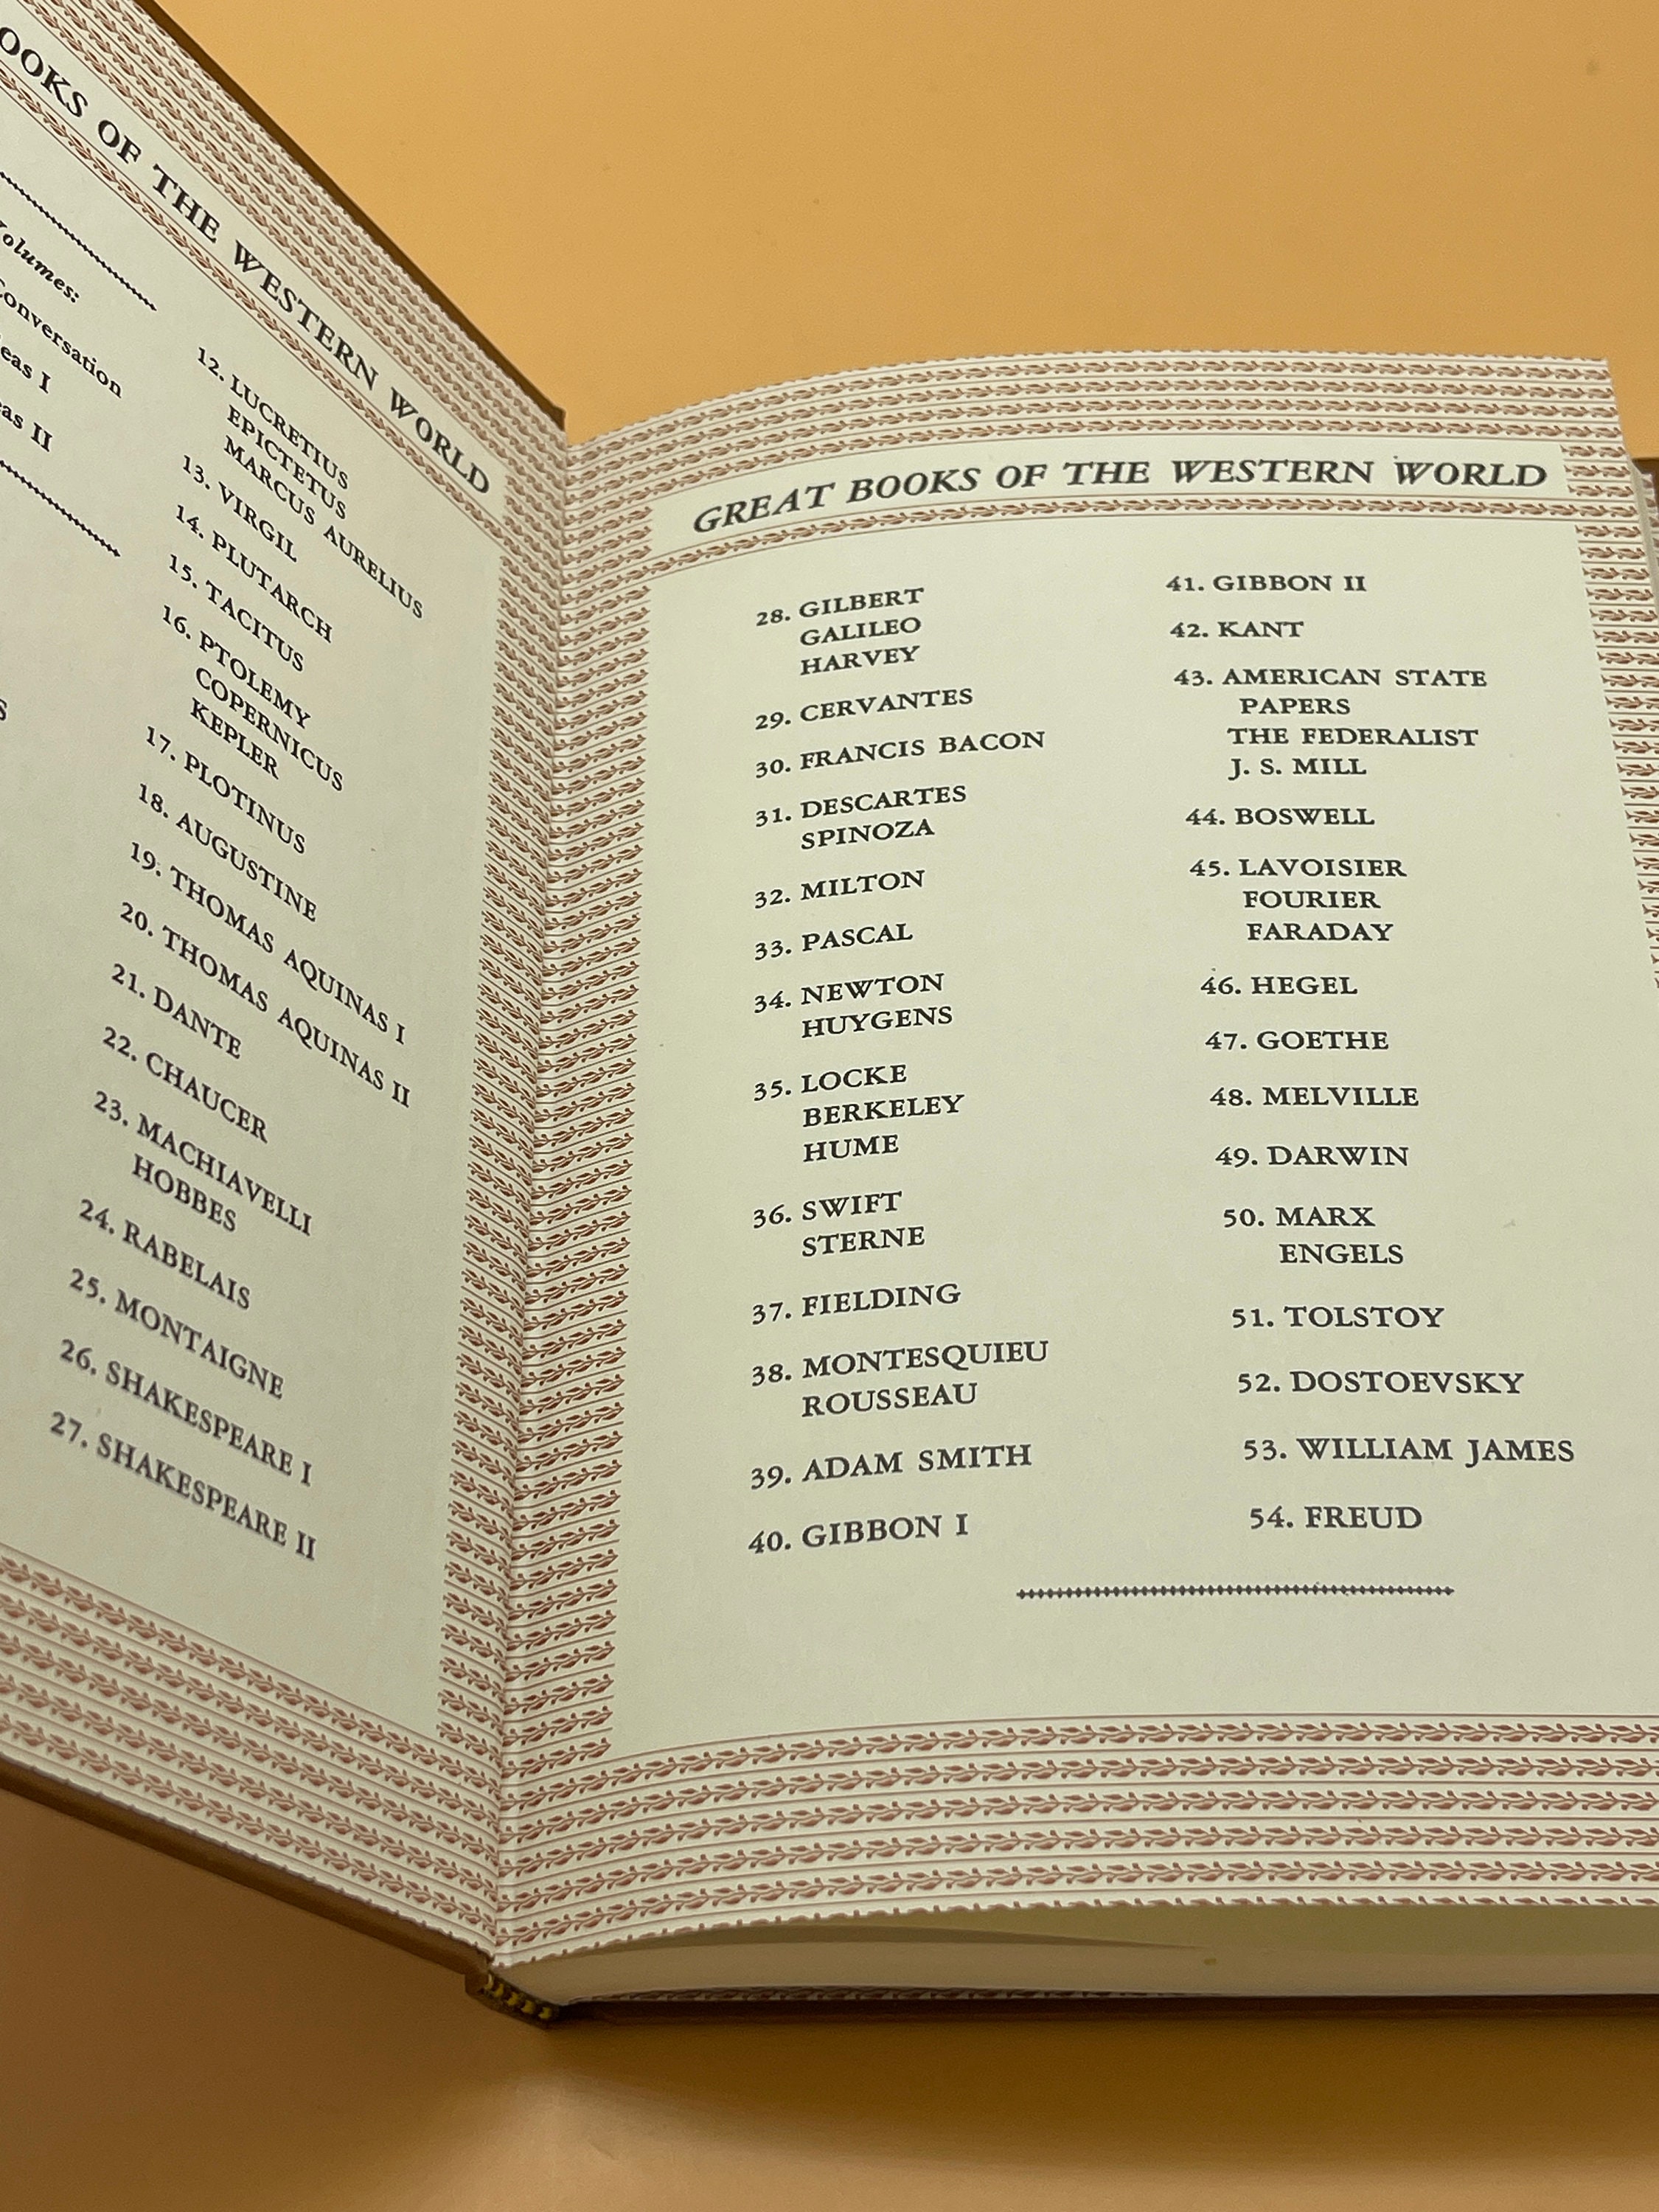 OOKS OF THE WESTERN WORLD
Volumes:
Conversation
eas I
eas II
12. LUCRETIUS
EPICTETUS
MARCUS AURELIUS
13. VIRGIL
14. PLUTARCH
15. TACITUS
16. PTOLEMY
COPERNICUS
KEPLER
17. PLOTINUS
18. AUGUSTINE
19. THOMAS AQUINAS I
20. THOMAS AQUINAS II
21. DANTE
22. CHAUCER
23. MACHIAVELLI
HOBBES
24. RABELAIS
25. MONTAIGNE
26. SHAKESPEARE I
27. SHAKESPEARE II
GREAT BOOKS OF THE WESTERN WORLD
28. GILBERT
GALILEO
HARVEY
29. CERVANTES
30. FRANCIS BACON
31. DESCARTES
SPINOZA
32. MILTON
33. PASCAL
34. NEWTON
HUYGENS
35. LOCKE
BERKELEY
HUME
36. SWIFT
STERNE
37. FIELDING
38. MONTESQUIEU
ROUSSEAU
39. ADAM SMITH
40. GIBBON I
41. GIBBON II
42. KANT
43. AMERICAN STATE
PAPERS
THE FEDERALIST
J. S. MILL
44. BOSWELL
45. LAVOISIER
FOURIER
FARADAY
46. HEGEL
47. GOETHE
48. MELVILLE
49. DARWIN
50. MARX
ENGELS
51. TOLSTOY
52. DOSTOEVSKY
53. WILLIAM JAMES
54. FREUD